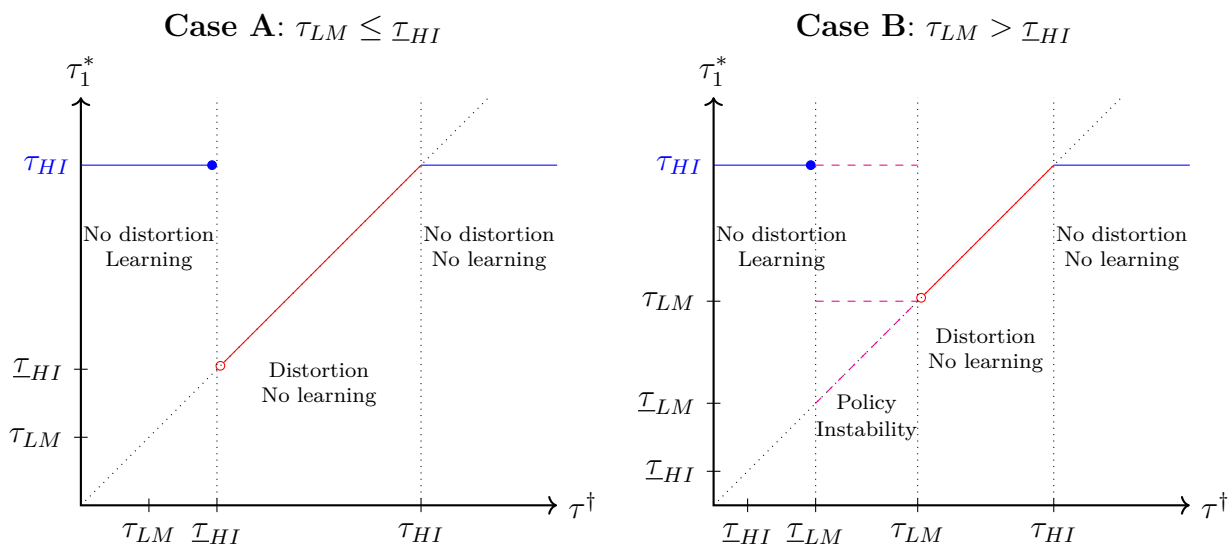 Case A: τ_LM ≤ τ̲_HI
τ₁*
τ_HI
No distortion
Learning
No distortion
No learning
τ̲_HI
Distortion
No learning
τ_LM
τ_LM
τ̲_HI
τ_HI
τ†
Case B: τ_LM > τ̲_HI
τ₁*
τ_HI
No distortion
Learning
No distortion
No learning
τ_LM
Distortion
No learning
τ̲_LM
Policy
Instability
τ̲_HI
τ̲_HI
τ̲_LM
τ_LM
τ_HI
τ†